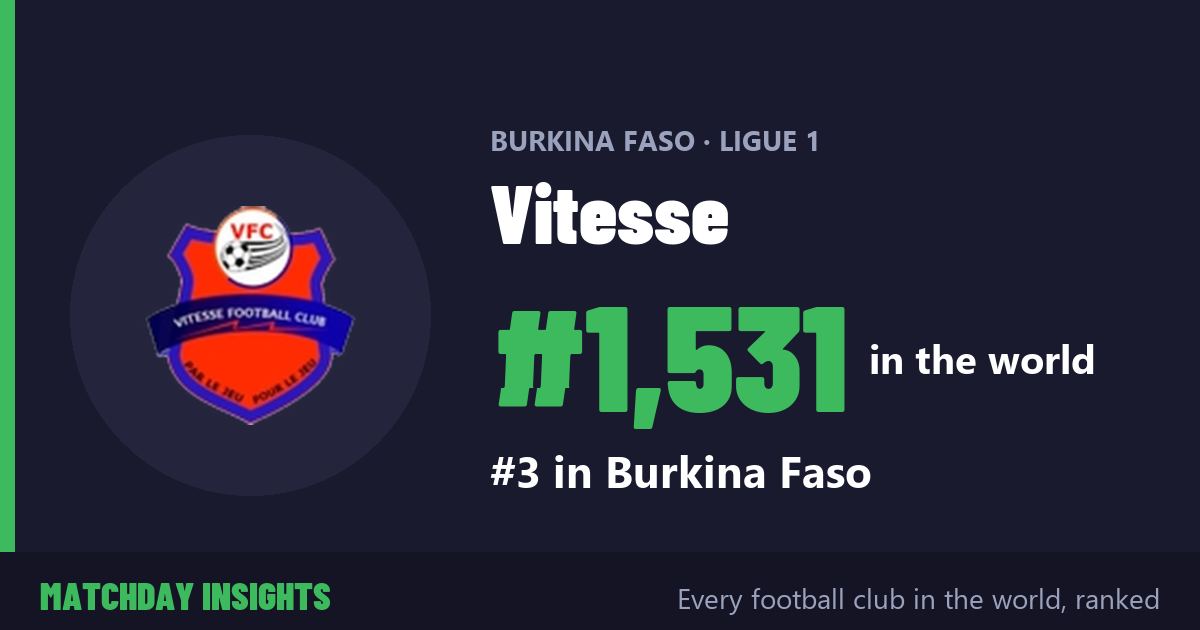 BURKINA FASO · LIGUE 1
Vitesse
VFC
VITESSE FOOTBALL CLUB
PAR LE JEU POUR LE JEU
#1,531 in the world
#3 in Burkina Faso
MATCHDAY INSIGHTS
Every football club in the world, ranked